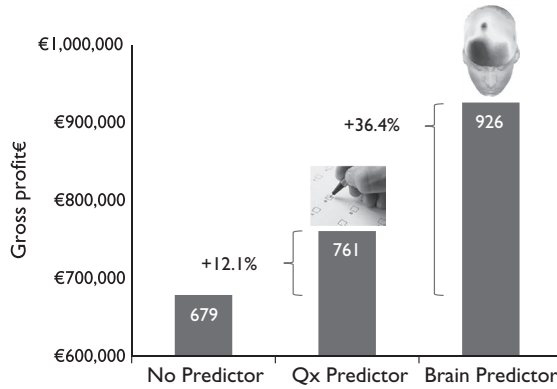 €1,000,000
€900,000
€800,000
€700,000
€600,000
Gross profit€
+12.1%
+36.4%
679
761
926
No Predictor
Qx Predictor
Brain Predictor